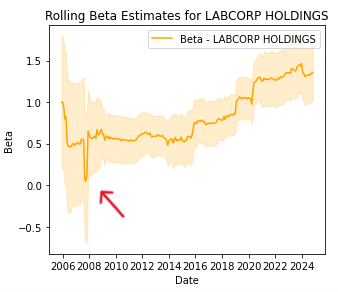 Rolling Beta Estimates for LABCORP HOLDINGS
Beta - LABCORP HOLDINGS
1.5
1.0
0.5
0.0
−0.5
Beta
2006 2008 2010 2012 2014 2016 2018 2020 2022 2024
Date